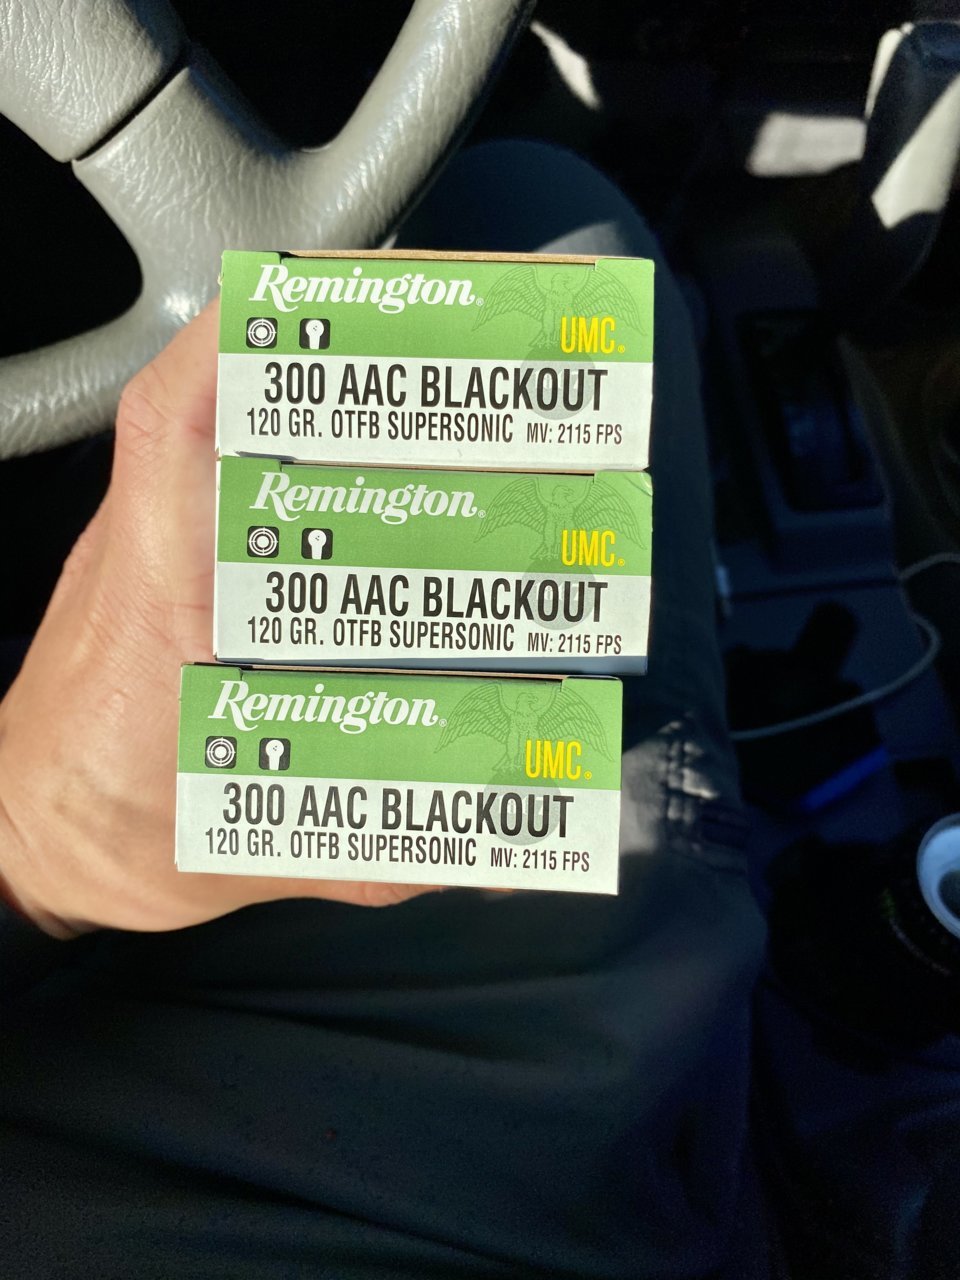 Remington®
UMC®
300 AAC BLACKOUT
120 GR. OTFB SUPERSONIC MV: 2115 FPS
Remington®
UMC®
300 AAC BLACKOUT
120 GR. OTFB SUPERSONIC MV: 2115 FPS
Remington®
UMC®
300 AAC BLACKOUT
120 GR. OTFB SUPERSONIC MV: 2115 FPS